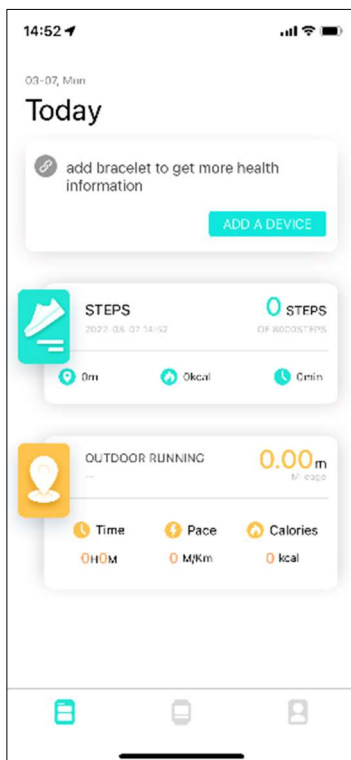 14:52
03-07, Mon
Today
add bracelet to get more health
information
ADD A DEVICE
STEPS
0 STEPS
2022-03-07 14:52
OF 8000STEPS
0m
0kcal
0min
OUTDOOR RUNNING
0.00m
--
Mileage
Time
Pace
Calories
0H0M
0 M/Km
0 kcal